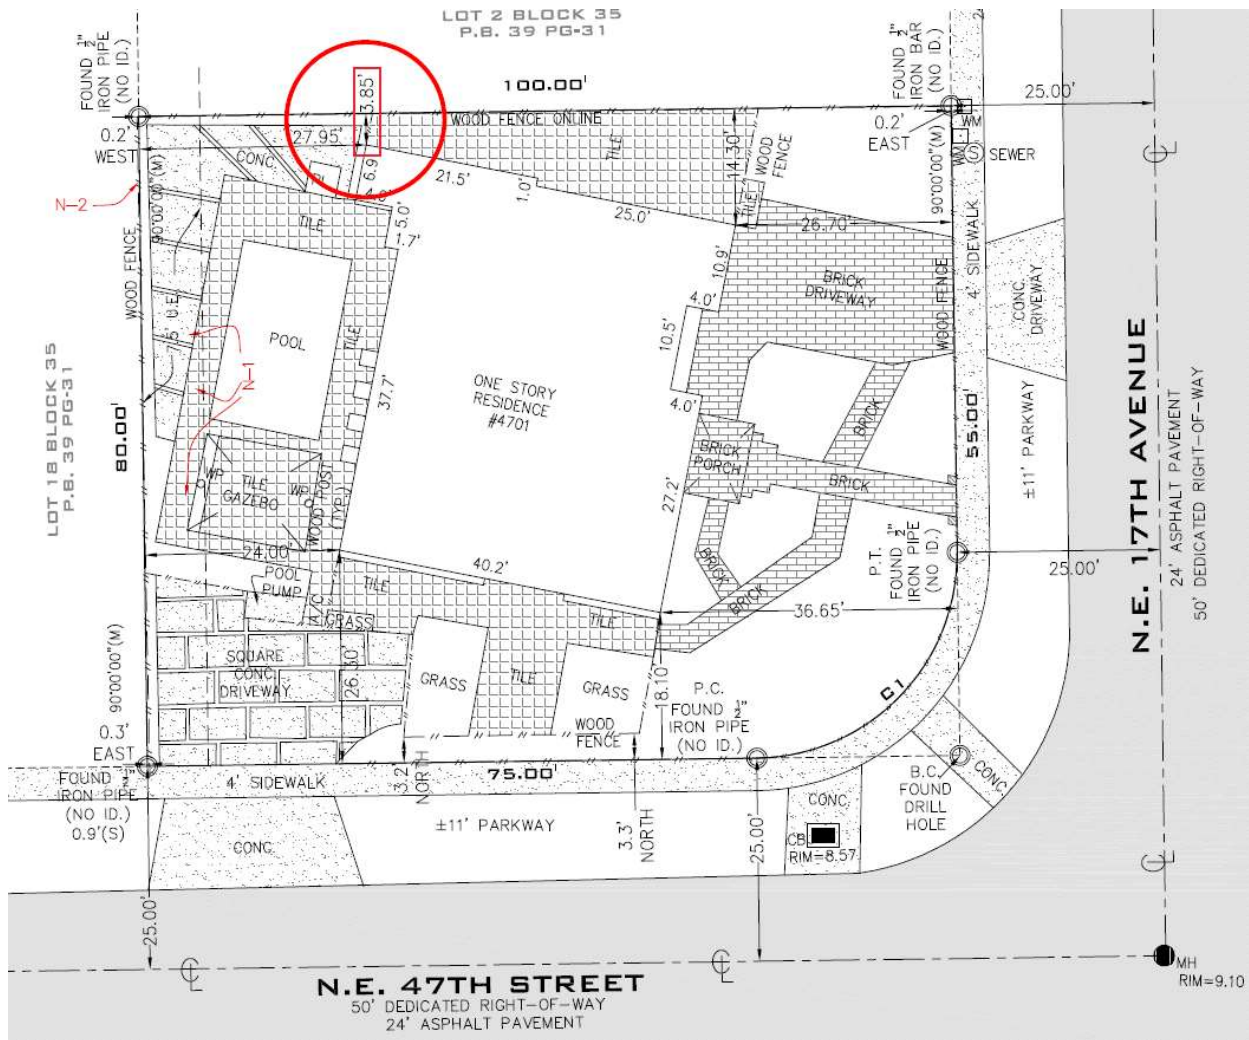 LOT 2 BLOCK 35
P.B. 39 PG-31
FOUND 1/2"
IRON PIPE
(NO ID.)
3.85'
100.00'
FOUND 1/2"
IRON BAR
(NO ID.)
25.00'
WOOD FENCE ONLINE
0.2'
WEST
27.95'
CONC.
6.9'
4.0'
21.5'
1.0'
25.0'
TILE
14.30'
WOOD
FENCE
TILE
0.2'
EAST
WM
WM
S SEWER
90°00'00"(M)
90°00'00"(M)
N-2
WOOD FENCE
TILE
5.0'
1.7'
26.70'
10.9'
BRICK
DRIVEWAY
WOOD FENCE
4' SIDEWALK
CONC.
DRIVEWAY
7.5' U.E.
POOL
TILE
N-1
37.7'
4.0'
10.5'
ONE STORY
RESIDENCE
#4701
4.0'
LOT 18 BLOCK 35
P.B. 39 PG-31
80.00'
55.00'
±11' PARKWAY
N.E. 17TH AVENUE
24' ASPHALT PAVEMENT
50' DEDICATED RIGHT-OF-WAY
BRICK
BRICK
PORCH
BRICK
WP
TILE
GAZEBO
WP
WOOD POST
(TYP.)
27.2'
24.00'
POOL
PUMP
A/C
TILE
40.2'
BRICK
BRICK
P.T.
FOUND 1/2"
IRON PIPE
(NO ID.)
25.00'
36.65'
GRASS
TILE
90°00'00"(M)
SQUARE
CONC.
DRIVEWAY
26.30'
GRASS
TILE
GRASS
18.10'
P.C.
FOUND 1/2"
IRON PIPE
(NO ID.)
C1
0.3'
EAST
WOOD
FENCE
FOUND 1/2"
IRON PIPE
(NO ID.)
0.9'(S)
4' SIDEWALK
3.2'
NORTH
75.00'
B.C.
FOUND
DRILL
HOLE
CONC.
CONC.
±11' PARKWAY
3.3'
NORTH
CONC.
CB
RIM=8.57
25.00'
25.00'
N.E. 47TH STREET
50' DEDICATED RIGHT-OF-WAY
24' ASPHALT PAVEMENT
MH
RIM=9.10